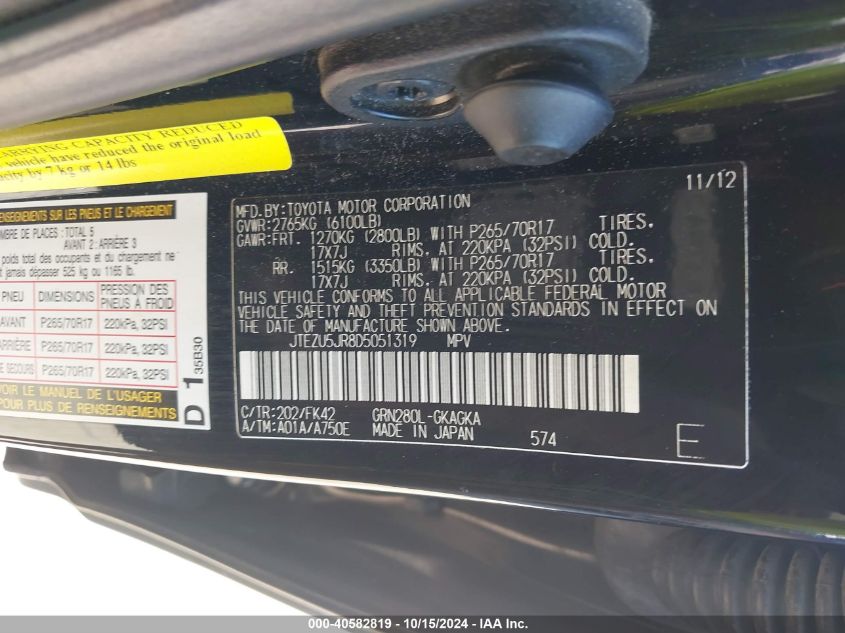 CARRYING CAPACITY REDUCED
vehicle have reduced the original load
by 7 kg or 14 lbs
RENSEIGNEMENTS SUR LES PNEUS ET LE CHARGEMENT
NOMBRE DE PLACES: TOTAL 5
AVANT 2: ARRIÈRE 3
poids total des occupants et du chargement ne
jamais dépasser 525 kg ou 1165 lb.
PNEU DIMENSIONS PRESSION DES PNEUS À FROID
AVANT P265/70R17 220kPa, 32PSI
ARRIÈRE P265/70R17 220kPa, 32PSI
DE SECOURS P265/70R17 220kPa, 32PSI
VOIR LE MANUEL DE L'USAGER
POUR PLUS DE RENSEIGNEMENTS
D1 35B30
11/12
MFD.BY:TOYOTA MOTOR CORPORATION
GVWR:2765KG (6100LB)
GAWR:FRT. 1270KG (2800LB) WITH P265/70R17 TIRES.
17X7J RIMS. AT 220KPA (32PSI) COLD.
RR. 1515KG (3350LB) WITH P265/70R17 TIRES.
17X7J RIMS. AT 220KPA (32PSI) COLD.
THIS VEHICLE CONFORMS TO ALL APPLICABLE FEDERAL MOTOR
VEHICLE SAFETY AND THEFT PREVENTION STANDARDS IN EFFECT ON
THE DATE OF MANUFACTURE SHOWN ABOVE.
JTEZU5JR8D5051319 MPV
C/TR:202/FK42 GRN280L-GKAGKA
A/TM:A01A/A750E MADE IN JAPAN 574 E
000-40582819 - 10/15/2024 - IAA Inc.